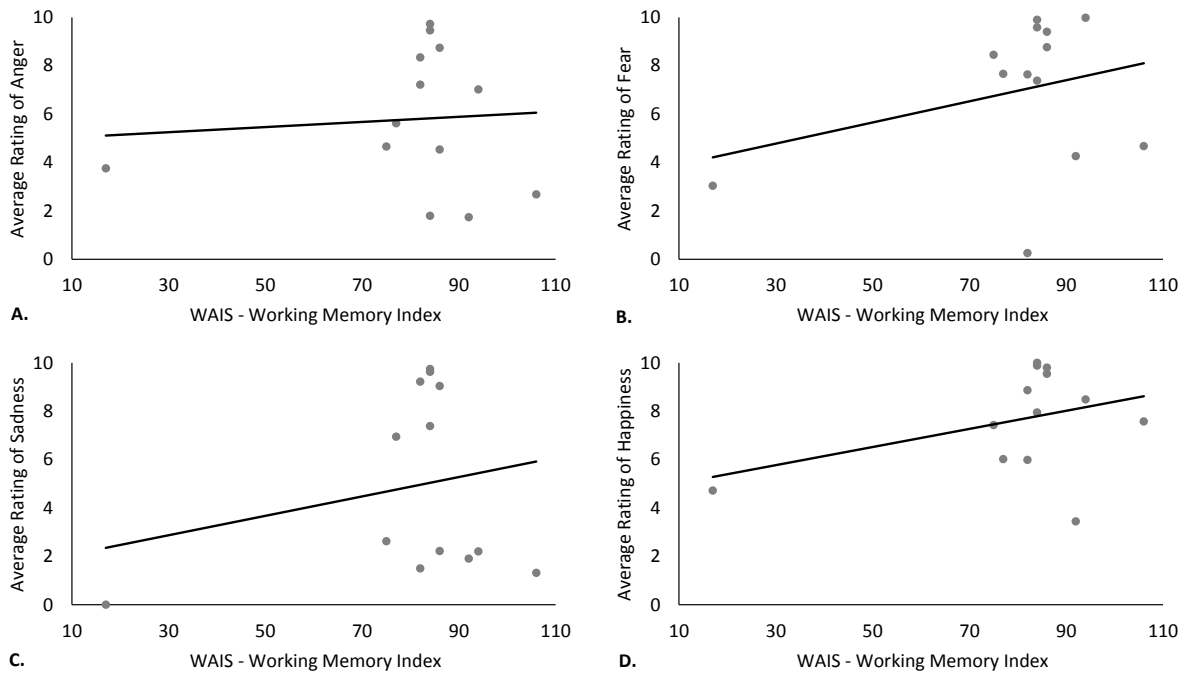 Average Rating of Anger
10
8
6
4
2
0
10 30 50 70 90 110
A. WAIS - Working Memory Index
Average Rating of Fear
10
8
6
4
2
0
10 30 50 70 90 110
B. WAIS - Working Memory Index
Average Rating of Sadness
10
8
6
4
2
0
10 30 50 70 90 110
C. WAIS - Working Memory Index
Average Rating of Happiness
10
8
6
4
2
0
10 30 50 70 90 110
D. WAIS - Working Memory Index